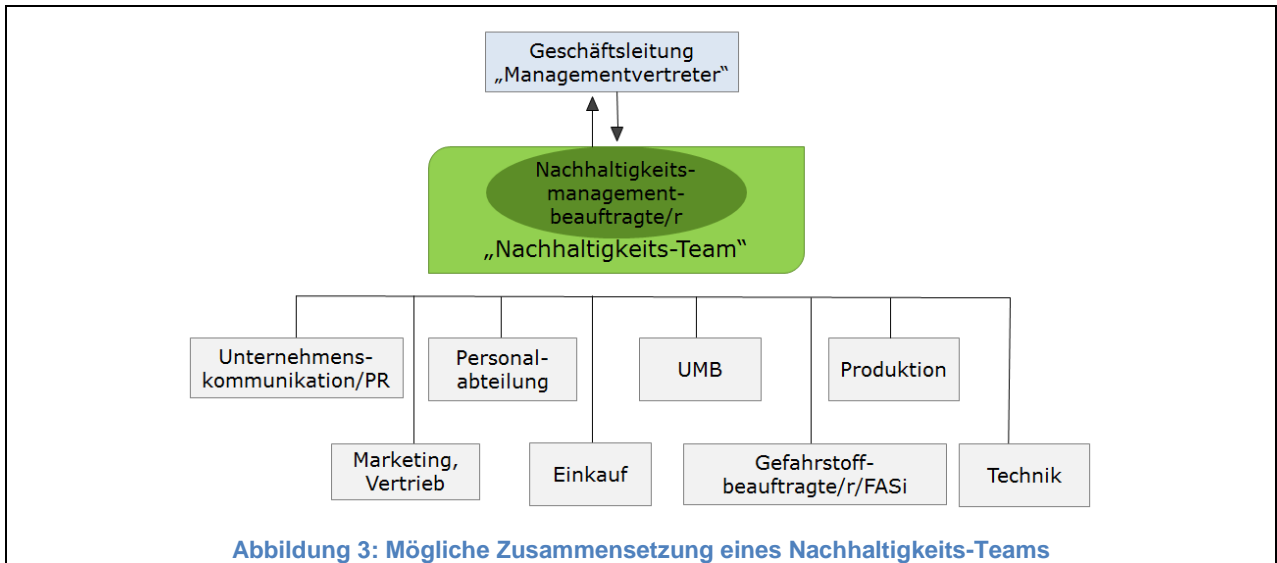 Geschäftsleitung
„Managementvertreter“
Nachhaltigkeits-
management-
beauftragte/r
„Nachhaltigkeits-Team“
Unternehmens-
kommunikation/PR
Personal-
abteilung
UMB
Produktion
Marketing,
Vertrieb
Einkauf
Gefahrstoff-
beauftragte/r/FASi
Technik
Abbildung 3: Mögliche Zusammensetzung eines Nachhaltigkeits-Teams